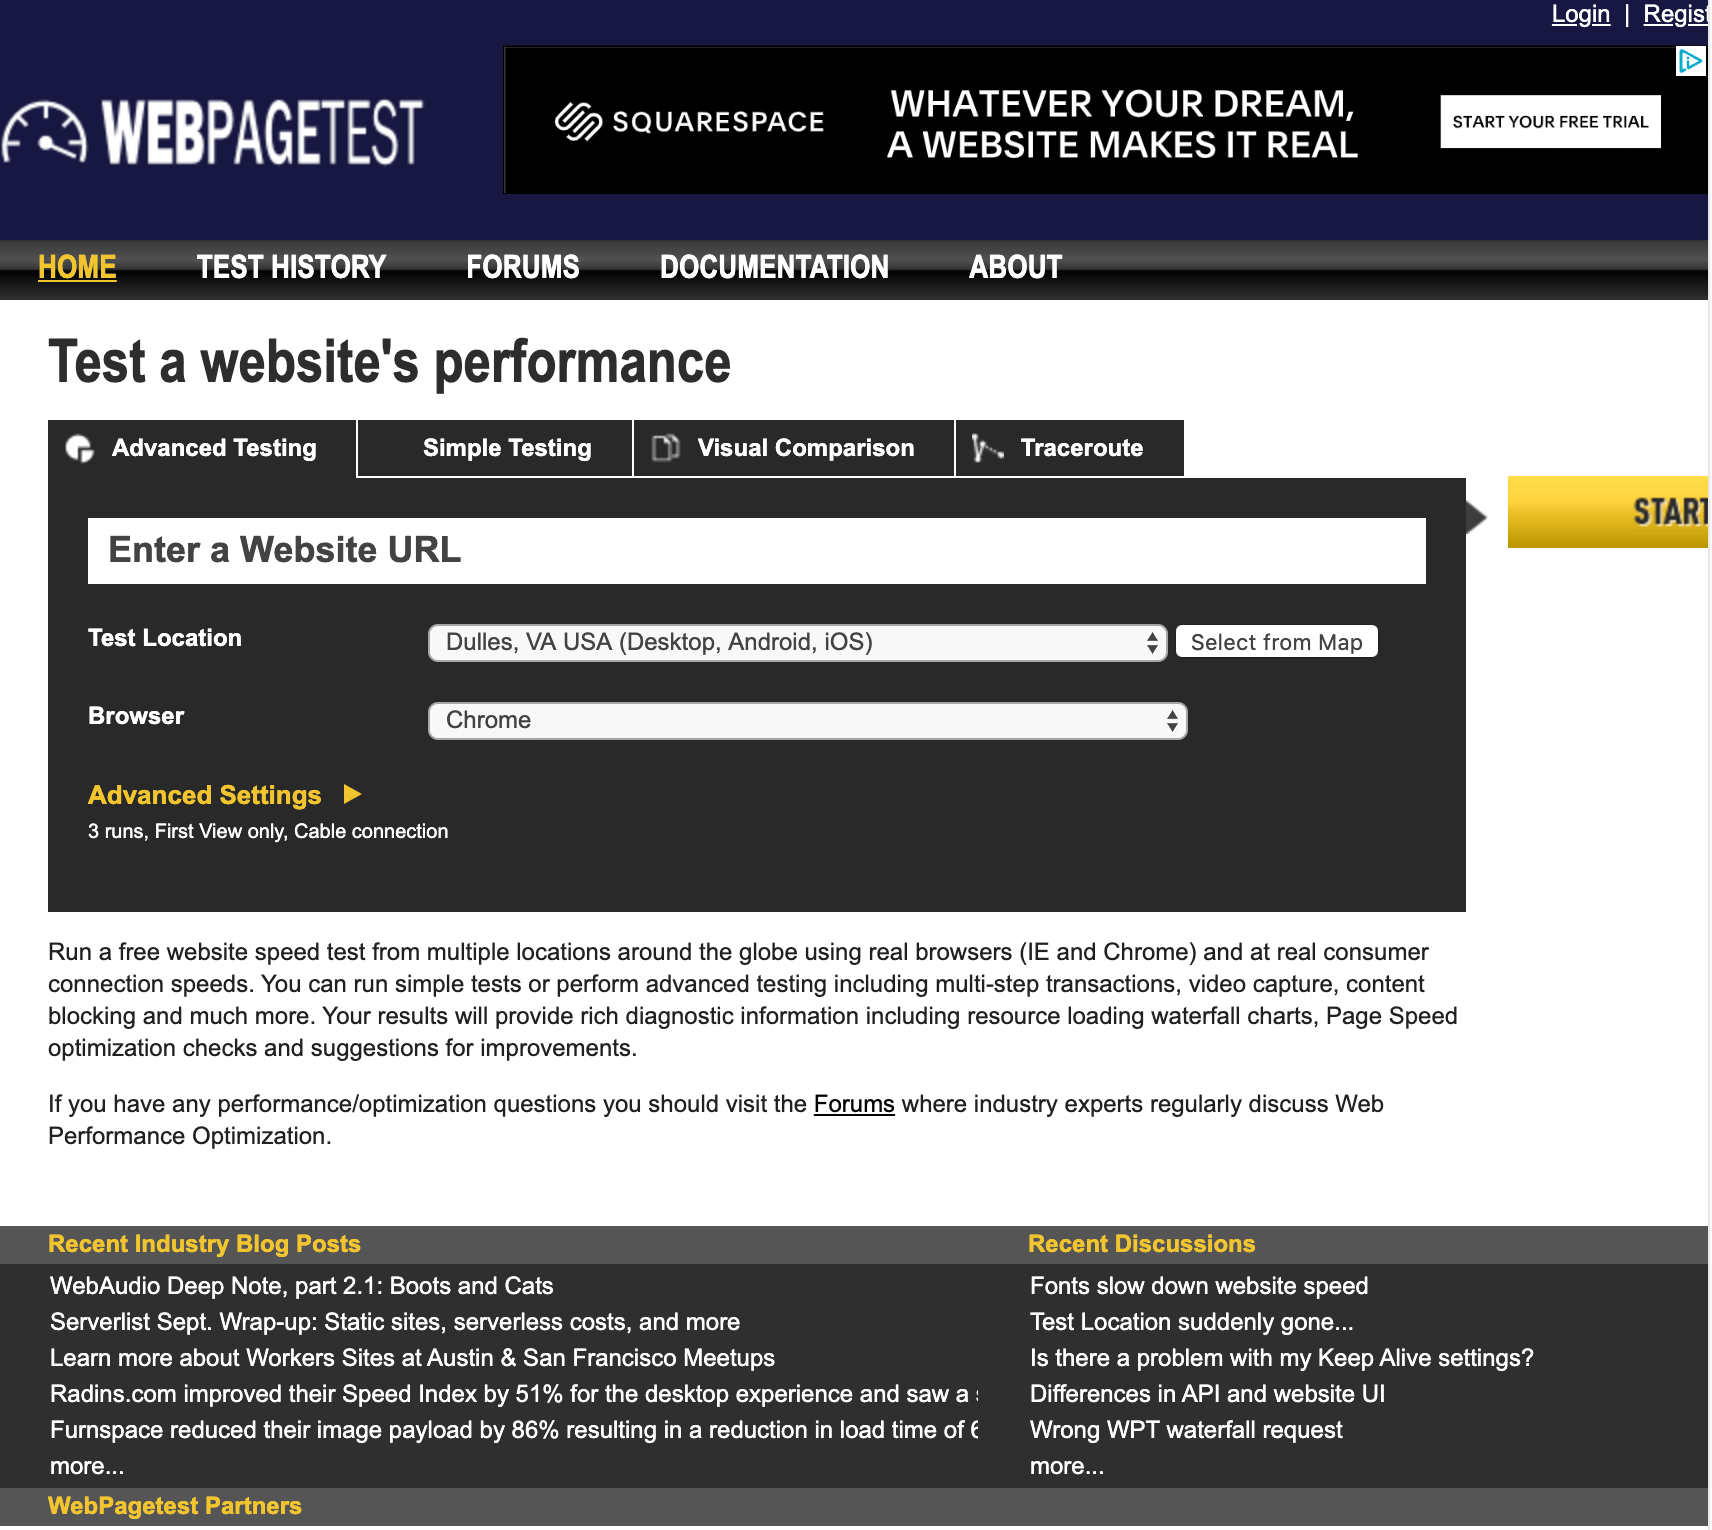 Login | Regist
WEBPAGETEST
SQUARESPACE
WHATEVER YOUR DREAM,
A WEBSITE MAKES IT REAL
START YOUR FREE TRIAL
HOME TEST HISTORY FORUMS DOCUMENTATION ABOUT
Test a website's performance
Advanced Testing Simple Testing Visual Comparison Traceroute
START
Enter a Website URL
Test Location Dulles, VA USA (Desktop, Android, iOS) Select from Map
Browser Chrome
Advanced Settings
3 runs, First View only, Cable connection
Run a free website speed test from multiple locations around the globe using real browsers (IE and Chrome) and at real consumer
connection speeds. You can run simple tests or perform advanced testing including multi-step transactions, video capture, content
blocking and much more. Your results will provide rich diagnostic information including resource loading waterfall charts, Page Speed
optimization checks and suggestions for improvements.
If you have any performance/optimization questions you should visit the Forums where industry experts regularly discuss Web
Performance Optimization.
Recent Industry Blog Posts
WebAudio Deep Note, part 2.1: Boots and Cats
Serverlist Sept. Wrap-up: Static sites, serverless costs, and more
Learn more about Workers Sites at Austin & San Francisco Meetups
Radins.com improved their Speed Index by 51% for the desktop experience and saw a
Furnspace reduced their image payload by 86% resulting in a reduction in load time of
more...
Recent Discussions
Fonts slow down website speed
Test Location suddenly gone...
Is there a problem with my Keep Alive settings?
Differences in API and website UI
Wrong WPT waterfall request
more...
WebPagetest Partners